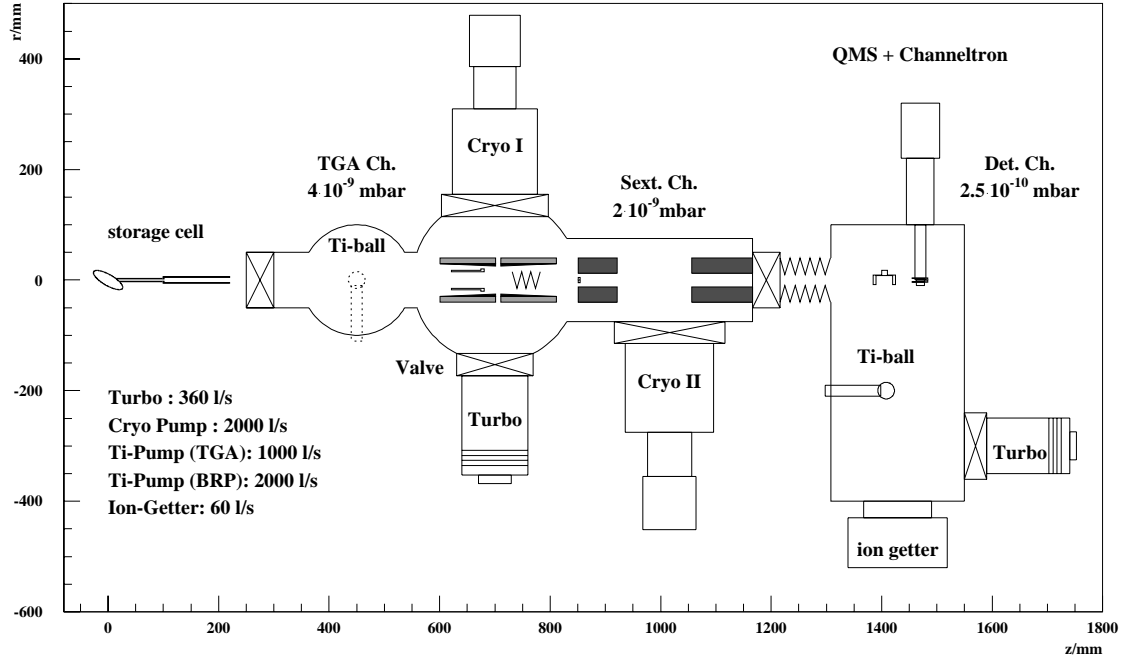 r/mm
400
200
0
-200
-400
-600
0
200
400
600
800
1000
1200
1400
1600
1800
z/mm
QMS + Channeltron
Cryo I
TGA Ch.
4·10⁻⁹ mbar
Sext. Ch.
2·10⁻⁹mbar
Det. Ch.
2.5·10⁻¹⁰ mbar
storage cell
Ti-ball
Valve
Turbo
Cryo II
Ti-ball
Turbo
ion getter
Turbo : 360 l/s
Cryo Pump : 2000 l/s
Ti-Pump (TGA): 1000 l/s
Ti-Pump (BRP): 2000 l/s
Ion-Getter: 60 l/s